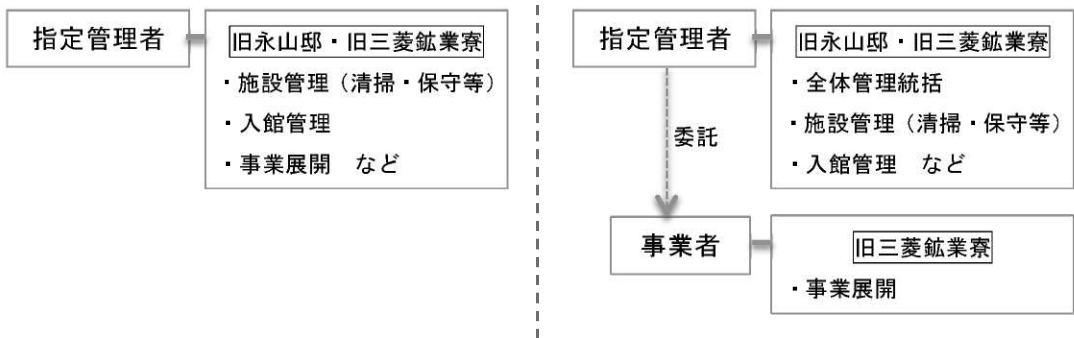 指定管理者
旧永山邸・旧三菱鉱業寮
・施設管理（清掃・保守等）
・入館管理
・事業展開　など
指定管理者
旧永山邸・旧三菱鉱業寮
・全体管理統括
・施設管理（清掃・保守等）
・入館管理　など
委託
事業者
旧三菱鉱業寮
・事業展開